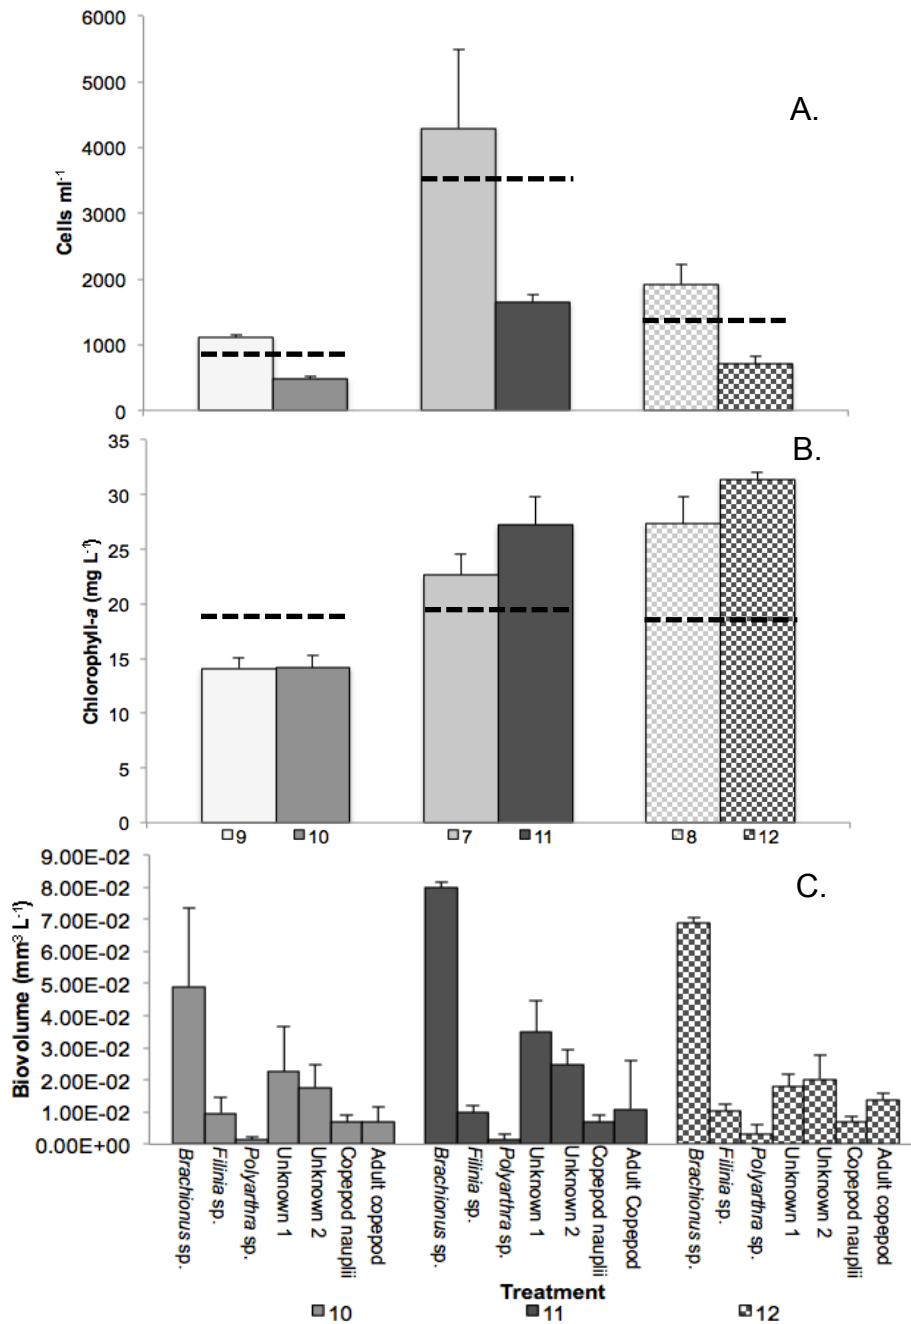 6000
5000
4000
3000
2000
1000
0
Cells ml-1
A.
35
30
25
20
15
10
5
0
Chlorophyll-a (mg L-1)
B.
9 10 7 11 8 12
9.00E-02
8.00E-02
7.00E-02
6.00E-02
5.00E-02
4.00E-02
3.00E-02
2.00E-02
1.00E-02
0.00E+00
Biovolume (mm3 L-1)
C.
Brachionus sp.
Filinia sp.
Polyarthra sp.
Unknown 1
Unknown 2
Copepod nauplii
Adult copepod
Brachionus sp.
Filinia sp.
Polyarthra sp.
Unknown 1
Unknown 2
Copepod nauplii
Adult Copepod
Brachionus sp.
Filinia sp.
Polyarthra sp.
Unknown 1
Unknown 2
Copepod nauplii
Adult copepod
Treatment
10 11 12